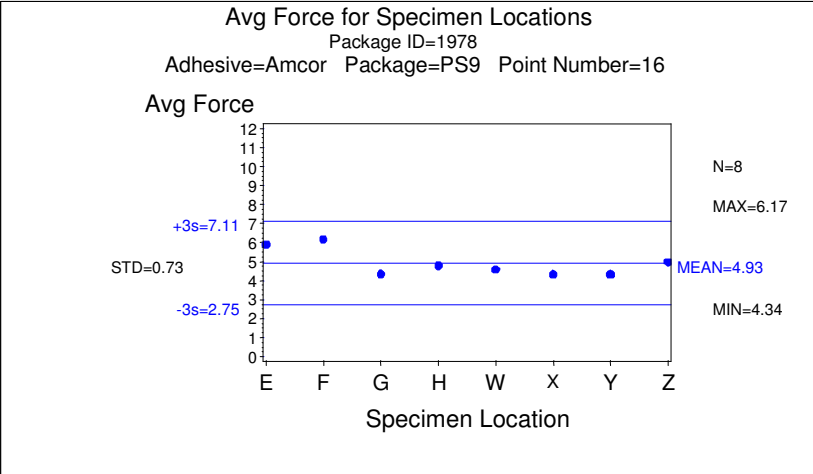 Avg Force for Specimen Locations
Package ID=1978
Adhesive=Amcor Package=PS9 Point Number=16
Avg Force
12
11
10
9
8
7
6
5
4
3
2
1
0
+3s=7.11
STD=0.73
-3s=2.75
N=8
MAX=6.17
MEAN=4.93
MIN=4.34
E F G H W X Y Z
Specimen Location